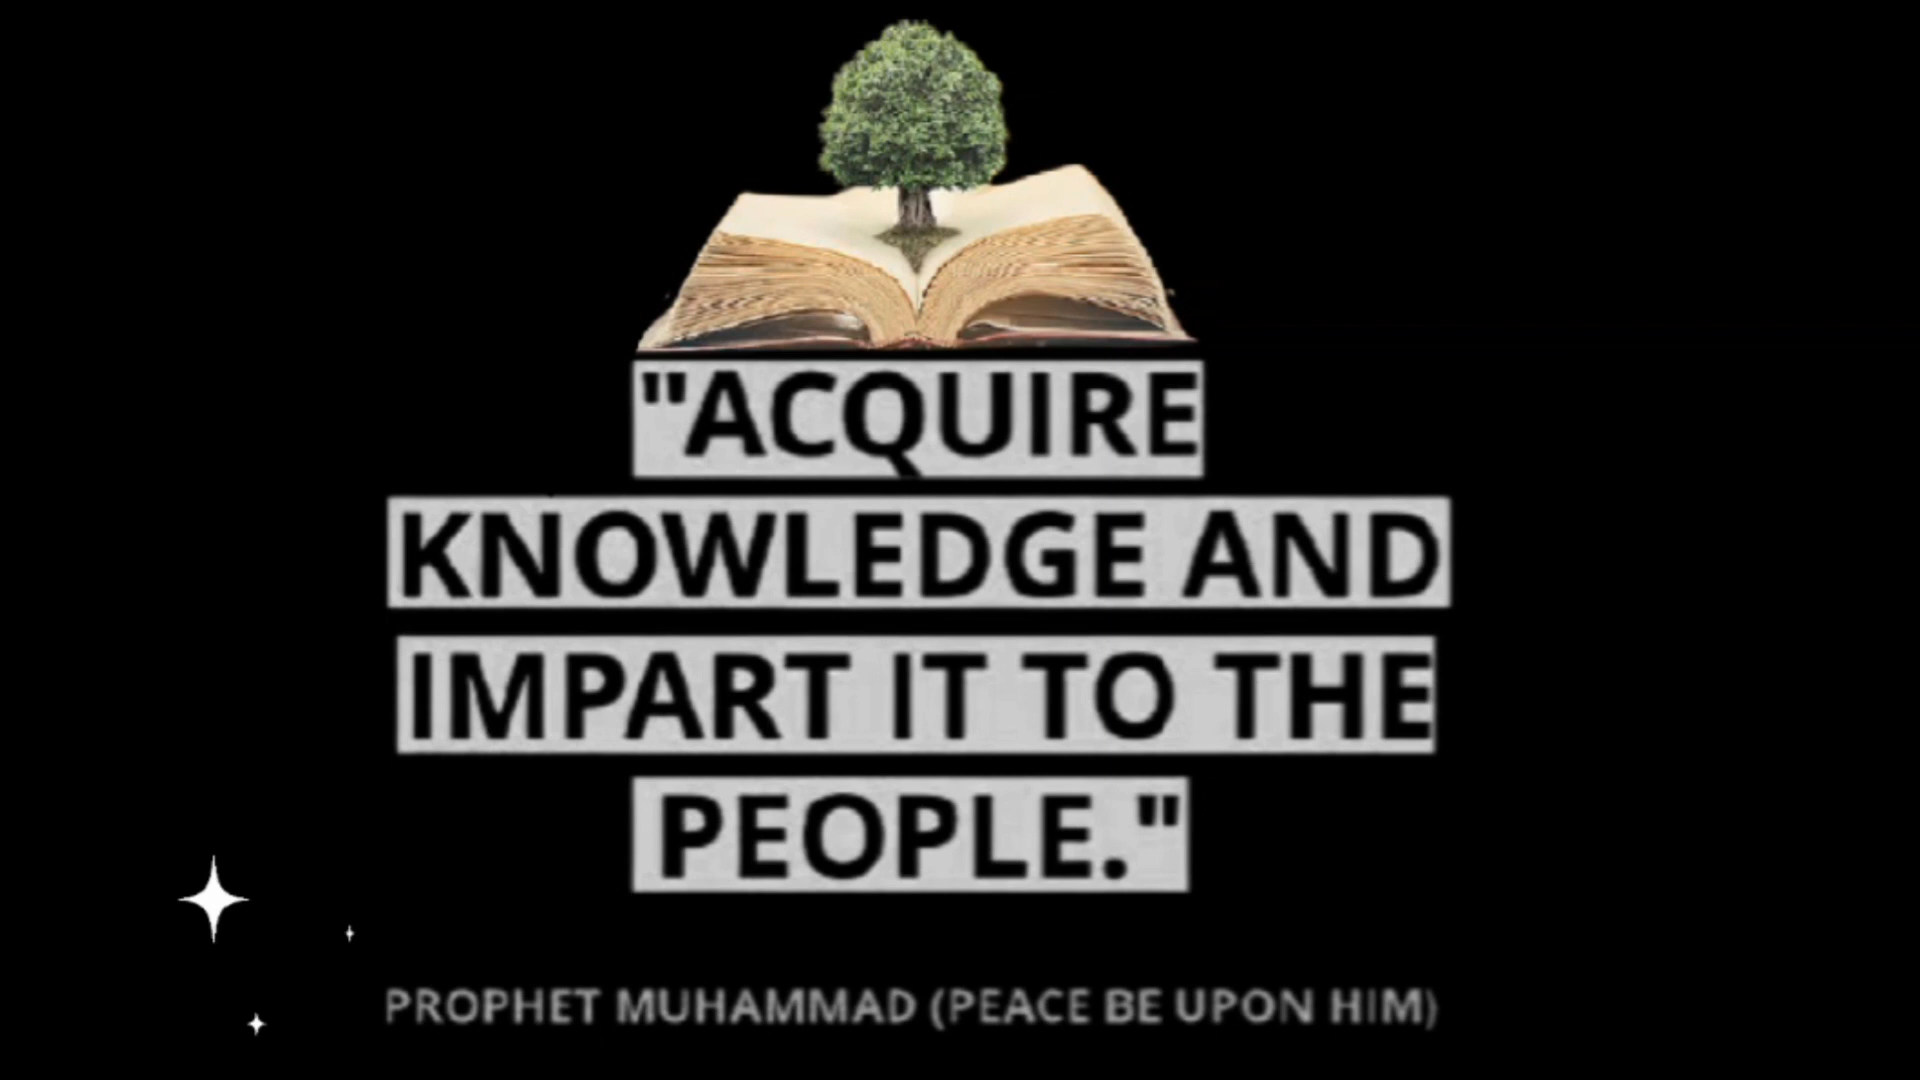 "ACQUIRE
KNOWLEDGE AND
IMPART IT TO THE
PEOPLE."
PROPHET MUHAMMAD (PEACE BE UPON HIM)